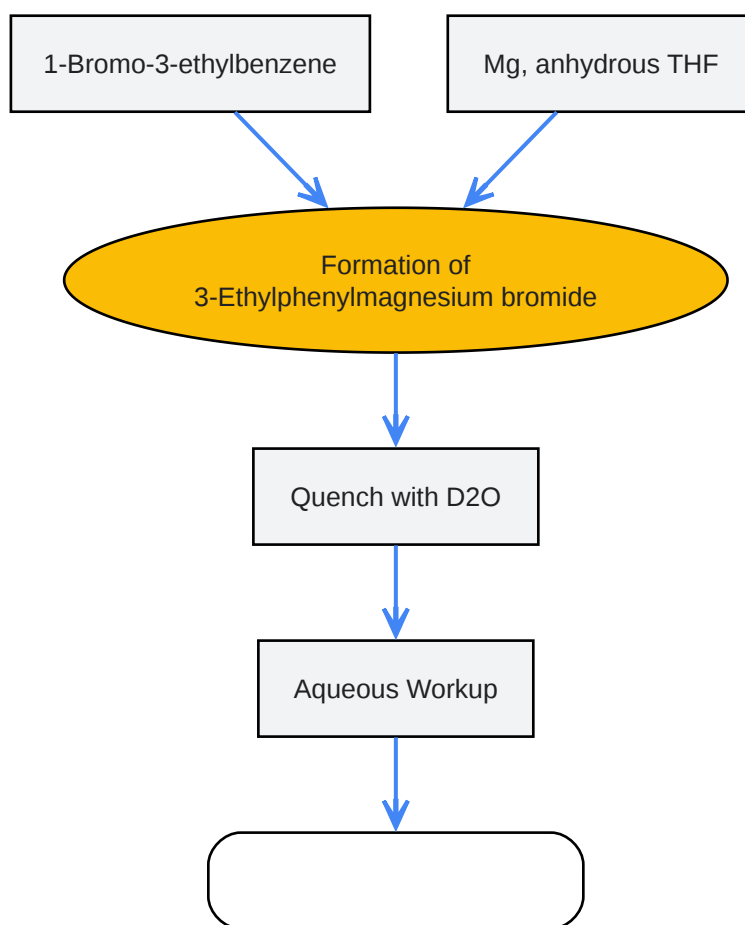 1-Bromo-3-ethylbenzene
Mg, anhydrous THF
Formation of
3-Ethylphenylmagnesium bromide
Quench with D2O
Aqueous Workup